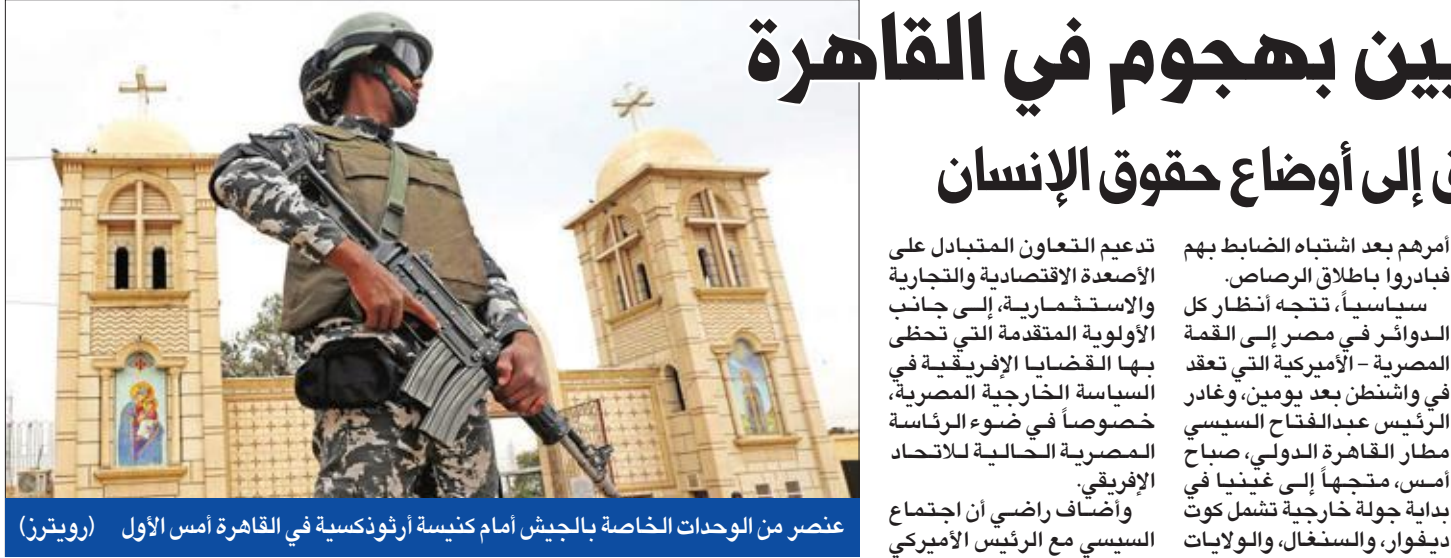 ين بهجوم في القاهرة
إلى أوضاع حقوق الإنسان
أمرهم بعد اشتباه الضابط بهم
فبادروا باطلاق الرصاص.
سياسياً، تتجه أنظار كل
الدوائر في مصر إلى القمة
المصرية - الأميركية التي تعقد
في واشنطن بعد يومين، وغادر
الرئيس عبدالفتاح السيسي
مطار القاهرة الدولي، صباح
أمس، متجهاً إلى غينيا في
بداية جولة خارجية تشمل كوت
ديفوار، والسنغال، والولايات
تدعيم التعاون المتبادل على
الأصعدة الاقتصادية والتجارية
والاستثمارية، إلى جانب
الأولوية المتقدمة التي تحظى
بها القضايا الإفريقية في
السياسة الخارجية المصرية،
خصوصاً في ضوء الرئاسة
المصرية الحالية للاتحاد
الإفريقي.
وأضاف راضي أن اجتماع
السيسي مع الرئيس الأميركي
عنصر من الوحدات الخاصة بالجيش أمام كنيسة أرثوذكسية في القاهرة أمس الأول (رويترز)